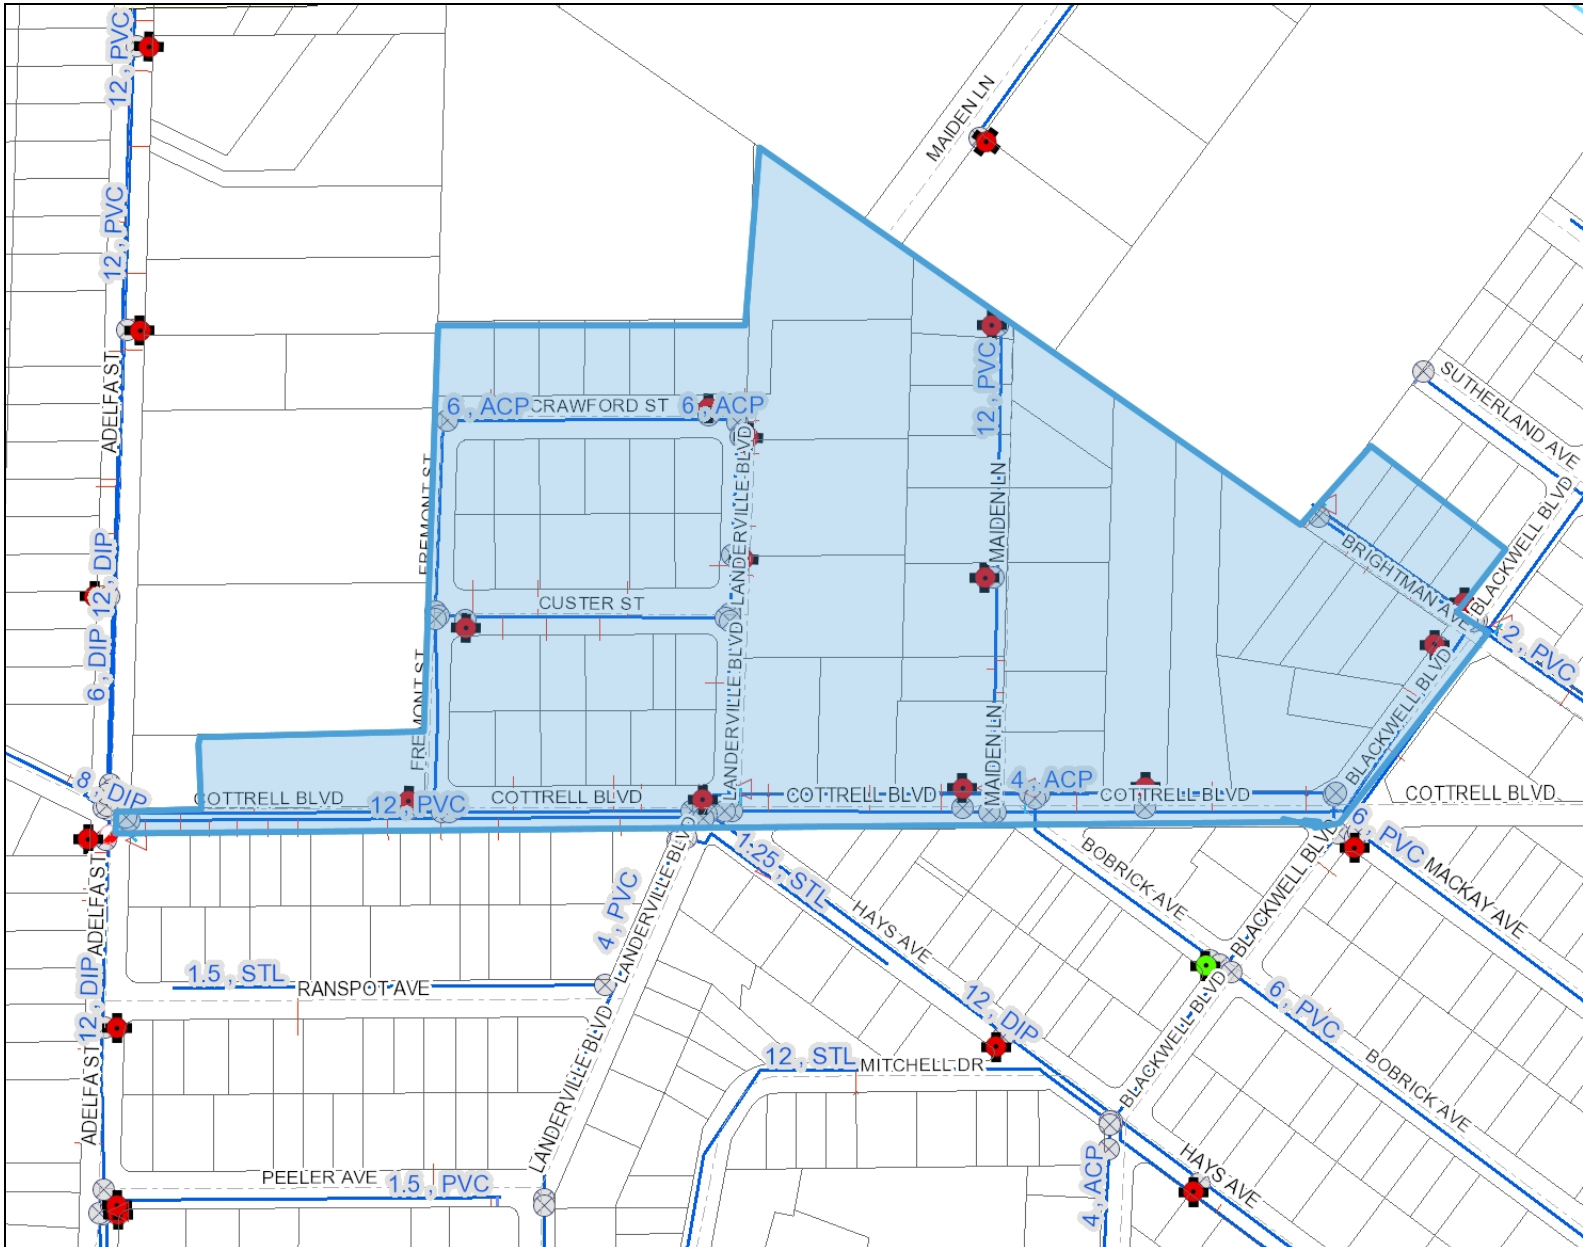 12, PVC
MAIDEN LN
12, PVC
ADELFA ST
12, PVC
SUTHERLAND AVE
6, ACP
CRAWFORD ST
6, ACP
LANDERVILLE BLVD
FREMONT ST
MAIDEN LN
BLACKWELL BLVD
12, DIP
LANDERVILLE BLVD
BRIGHTMAN AVE
CUSTER ST
6, DIP
2, PVC
FREMONT ST
LANDERVILLE BLVD
MAIDEN LN
BLACKWELL BLVD
8, DIP
COTTRELL BLVD
12 PVC
COTTRELL BLVD
COTTRELL BLVD
4, ACP
COTTRELL BLVD
COTTRELL BLVD
6, PVC
1.25, STL
BOBRICK AVE
MACKAY AVE
ADELFA ST
4, PVC
LANDERVILLE BLVD
HAYS AVE
BLACKWELL BLVD
1.5, STL
RANSPOT AVE
12, DIP
12, DIP
6, PVC
BLACKWELL BLVD
12, STL
MITCHELL DR
BOBRICK AVE
ADELFA ST
LANDERVILLE BLVD
PEELER AVE
1.5, PVC
4, ACP
HAYS AVE